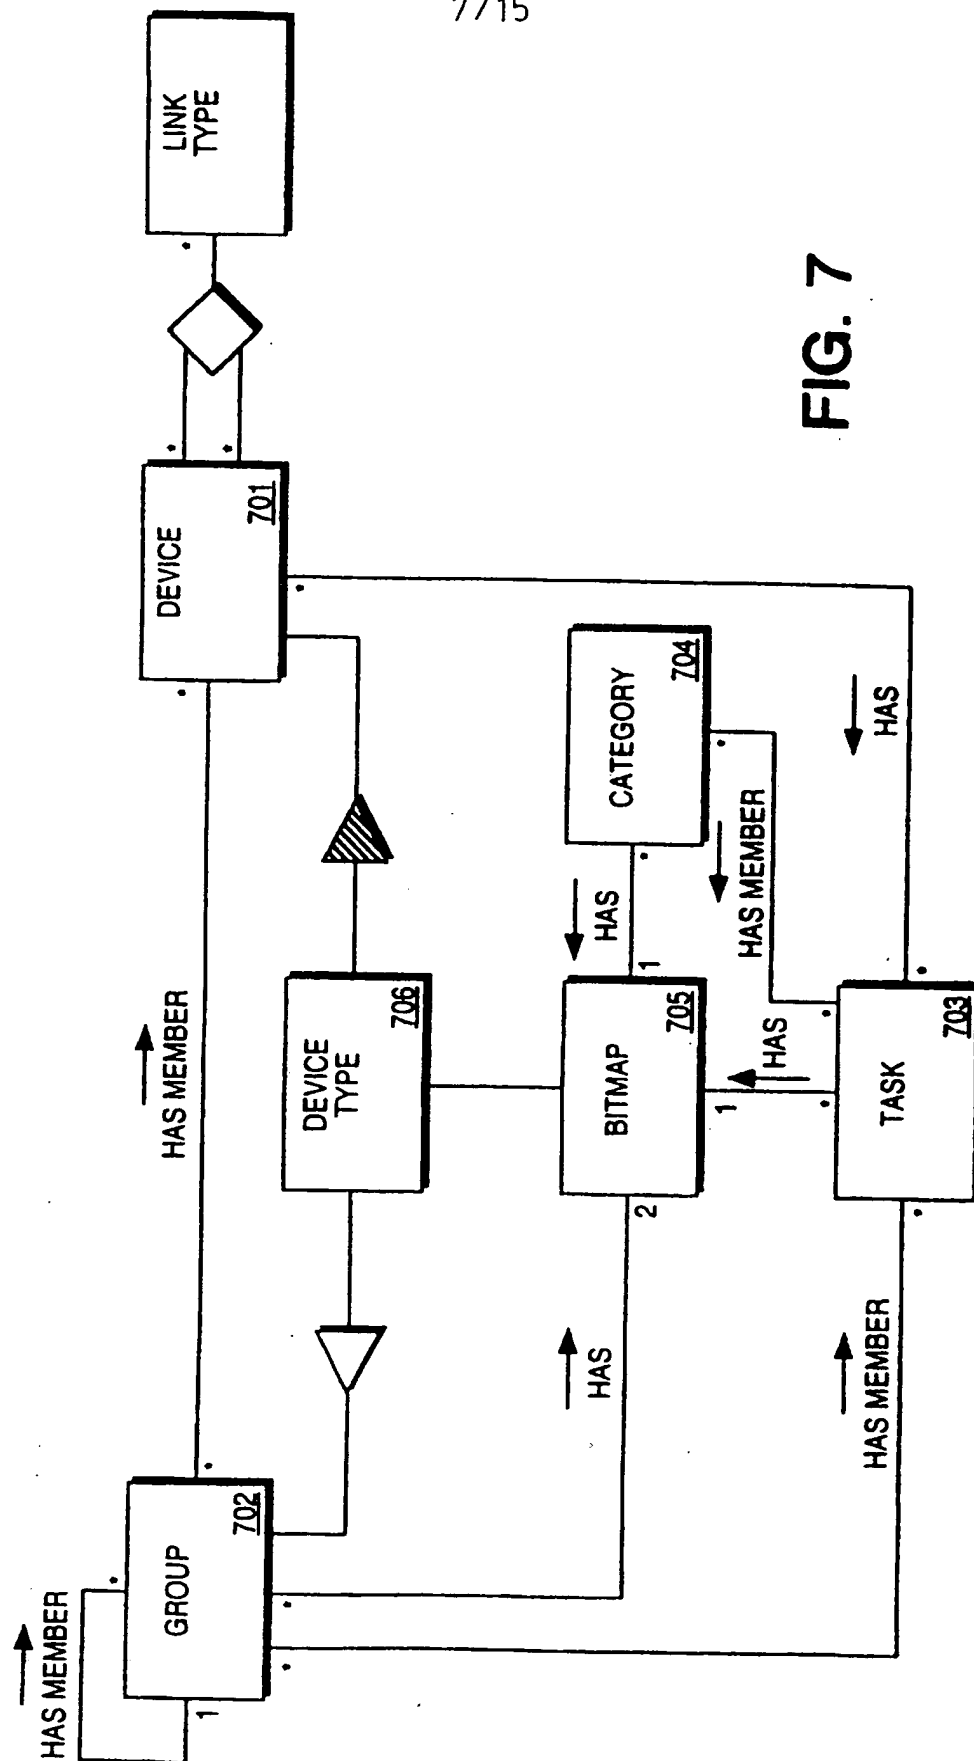 7/15
HAS MEMBER
1
*
GROUP
702
*
*
*
HAS MEMBER
*
DEVICE
701
*
*
*
*
LINK
TYPE
DEVICE
TYPE
706
HAS
2
BITMAP
705
1
HAS
*
CATEGORY
704
*
HAS MEMBER
*
1
HAS
*
HAS MEMBER
*
TASK
703
*
HAS
FIG. 7